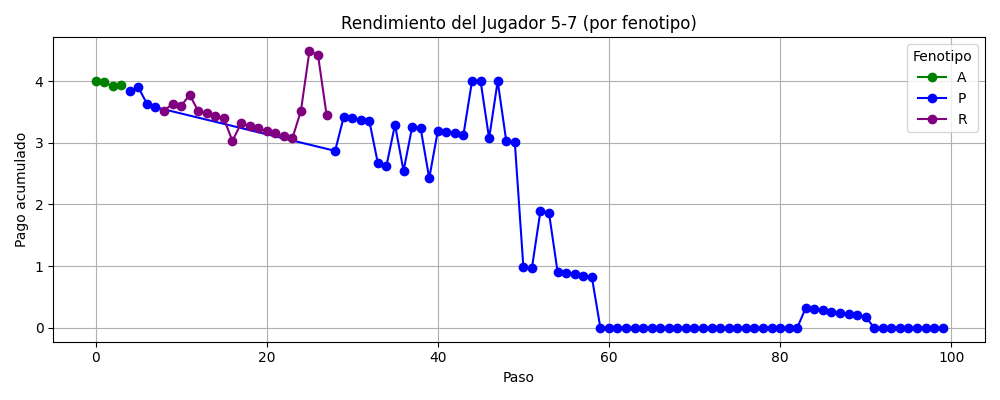 Rendimiento del Jugador 5-7 (por fenotipo)
Fenotipo
A
P
R
Pago acumulado
4
3
2
1
0
0 20 40 60 80 100
Paso